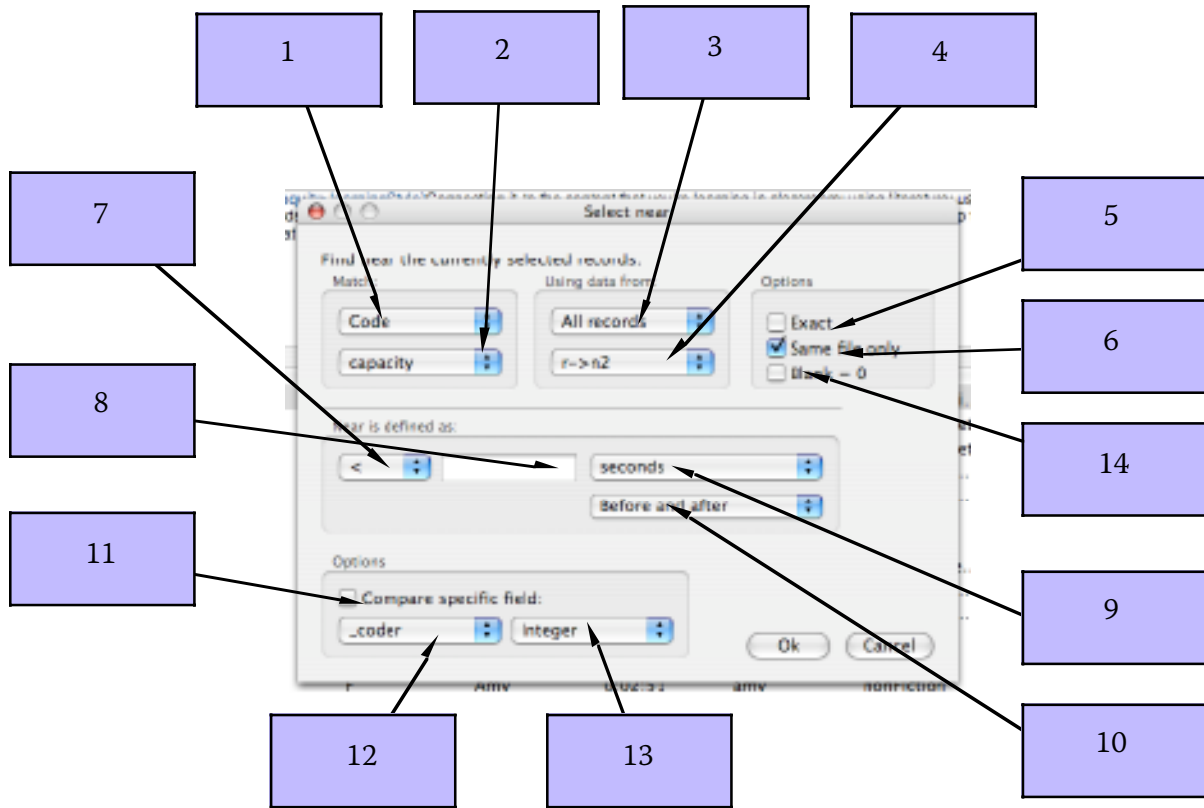 1
2
3
4
7
5
Select near
6
Find near the currently selected records.
Match
Using data from
Options
Code
All records
Exact
Same file only
capacity
r->n2
Blank = 0
8
14
Near is defined as:
<
seconds
Before and after
11
Options
Compare specific field:
9
_coder
Integer
Ok
Cancel
Amy
0:02:51
amy
nonFiction
12
13
10